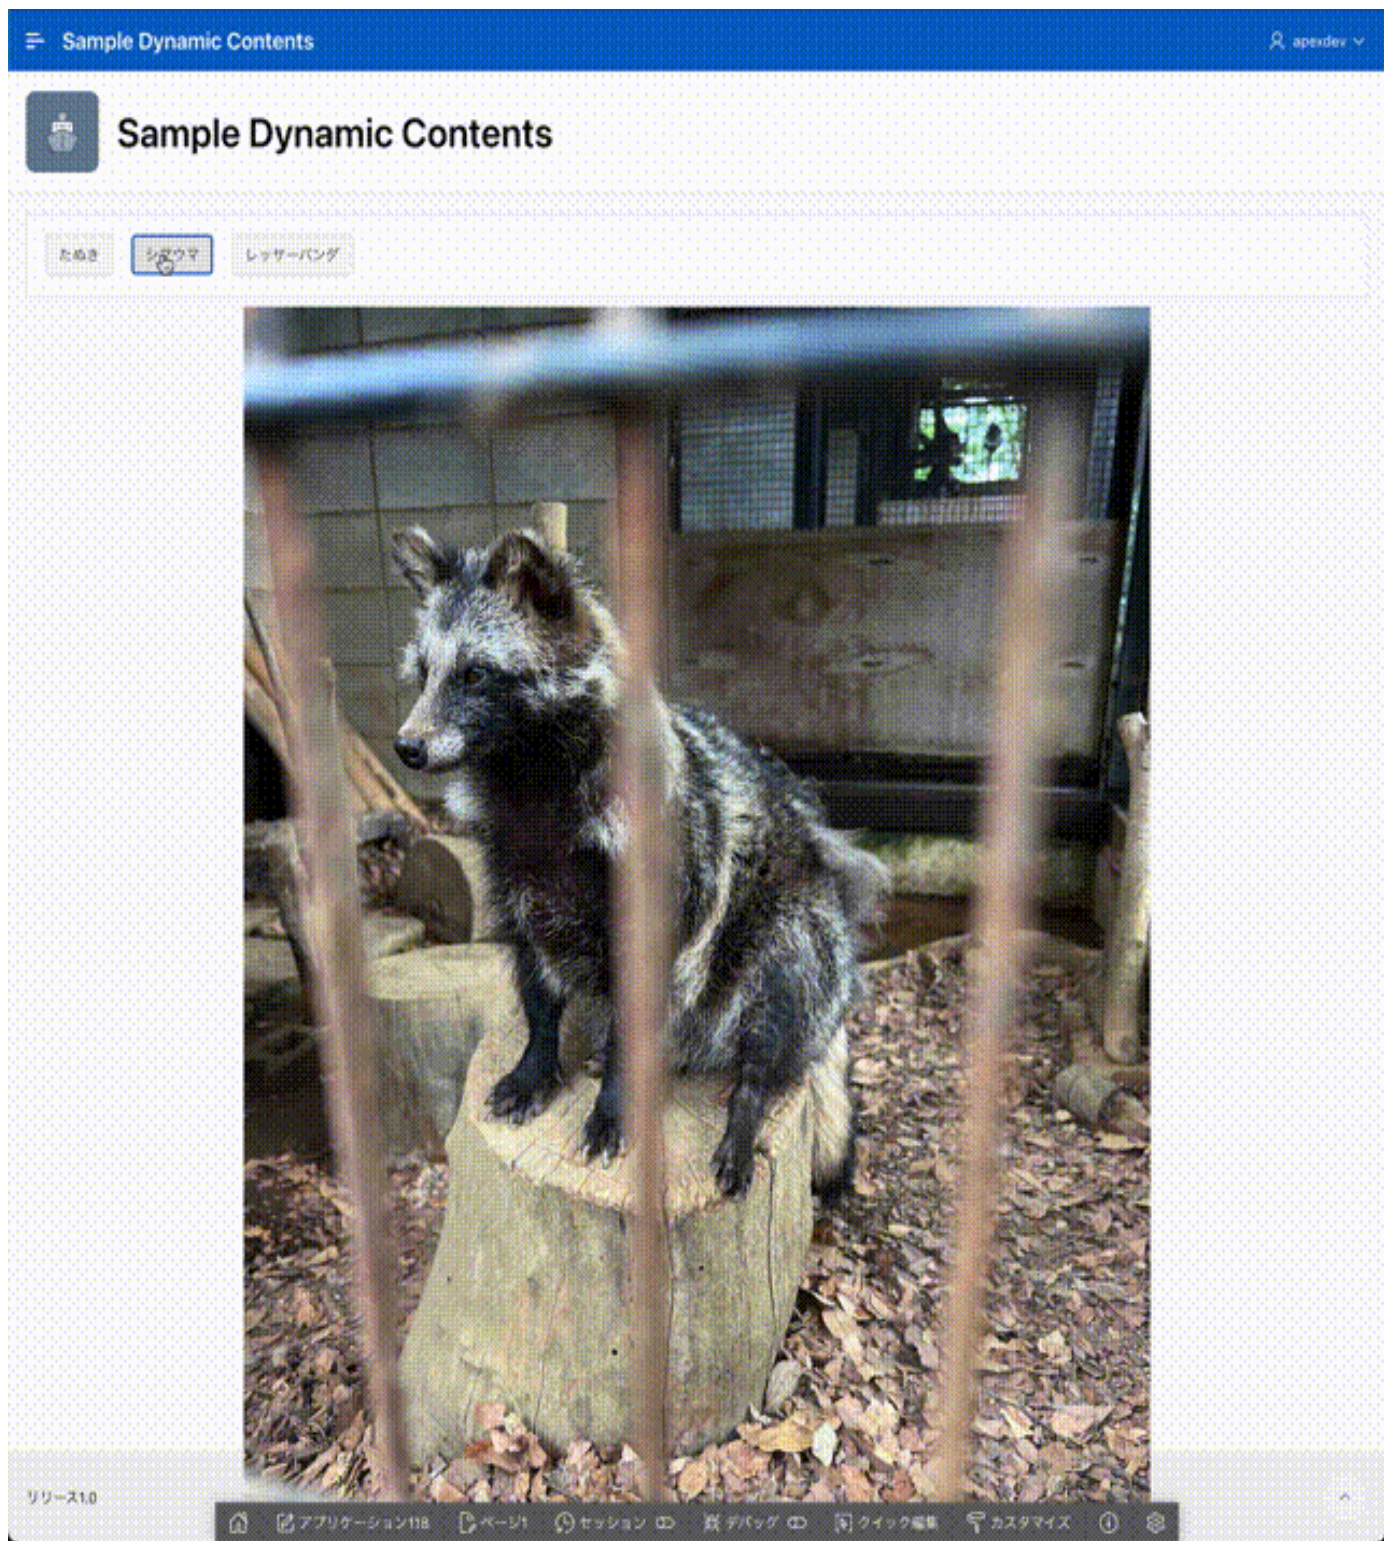 Sample Dynamic Contents
apexdev
Sample Dynamic Contents
たぬき
シマウマ
レッサーパンダ
リリース1.0
アプリケーション118
ページ1
セッション
デバッグ
クイック編集
カスタマイズ